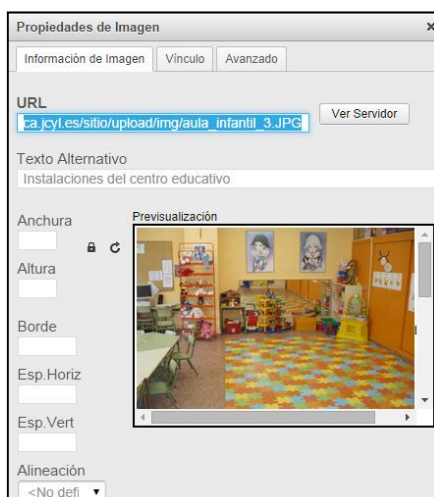 Propiedades de Imagen
×
Información de Imagen
Vínculo
Avanzado
URL
ca.jcyl.es/sitio/upload/img/aula_infantil_3.JPG
Ver Servidor
Texto Alternativo
Instalaciones del centro educativo
Anchura
Previsualización
Altura
Borde
Esp.Horiz
Esp.Vert
Alineación
<No defi